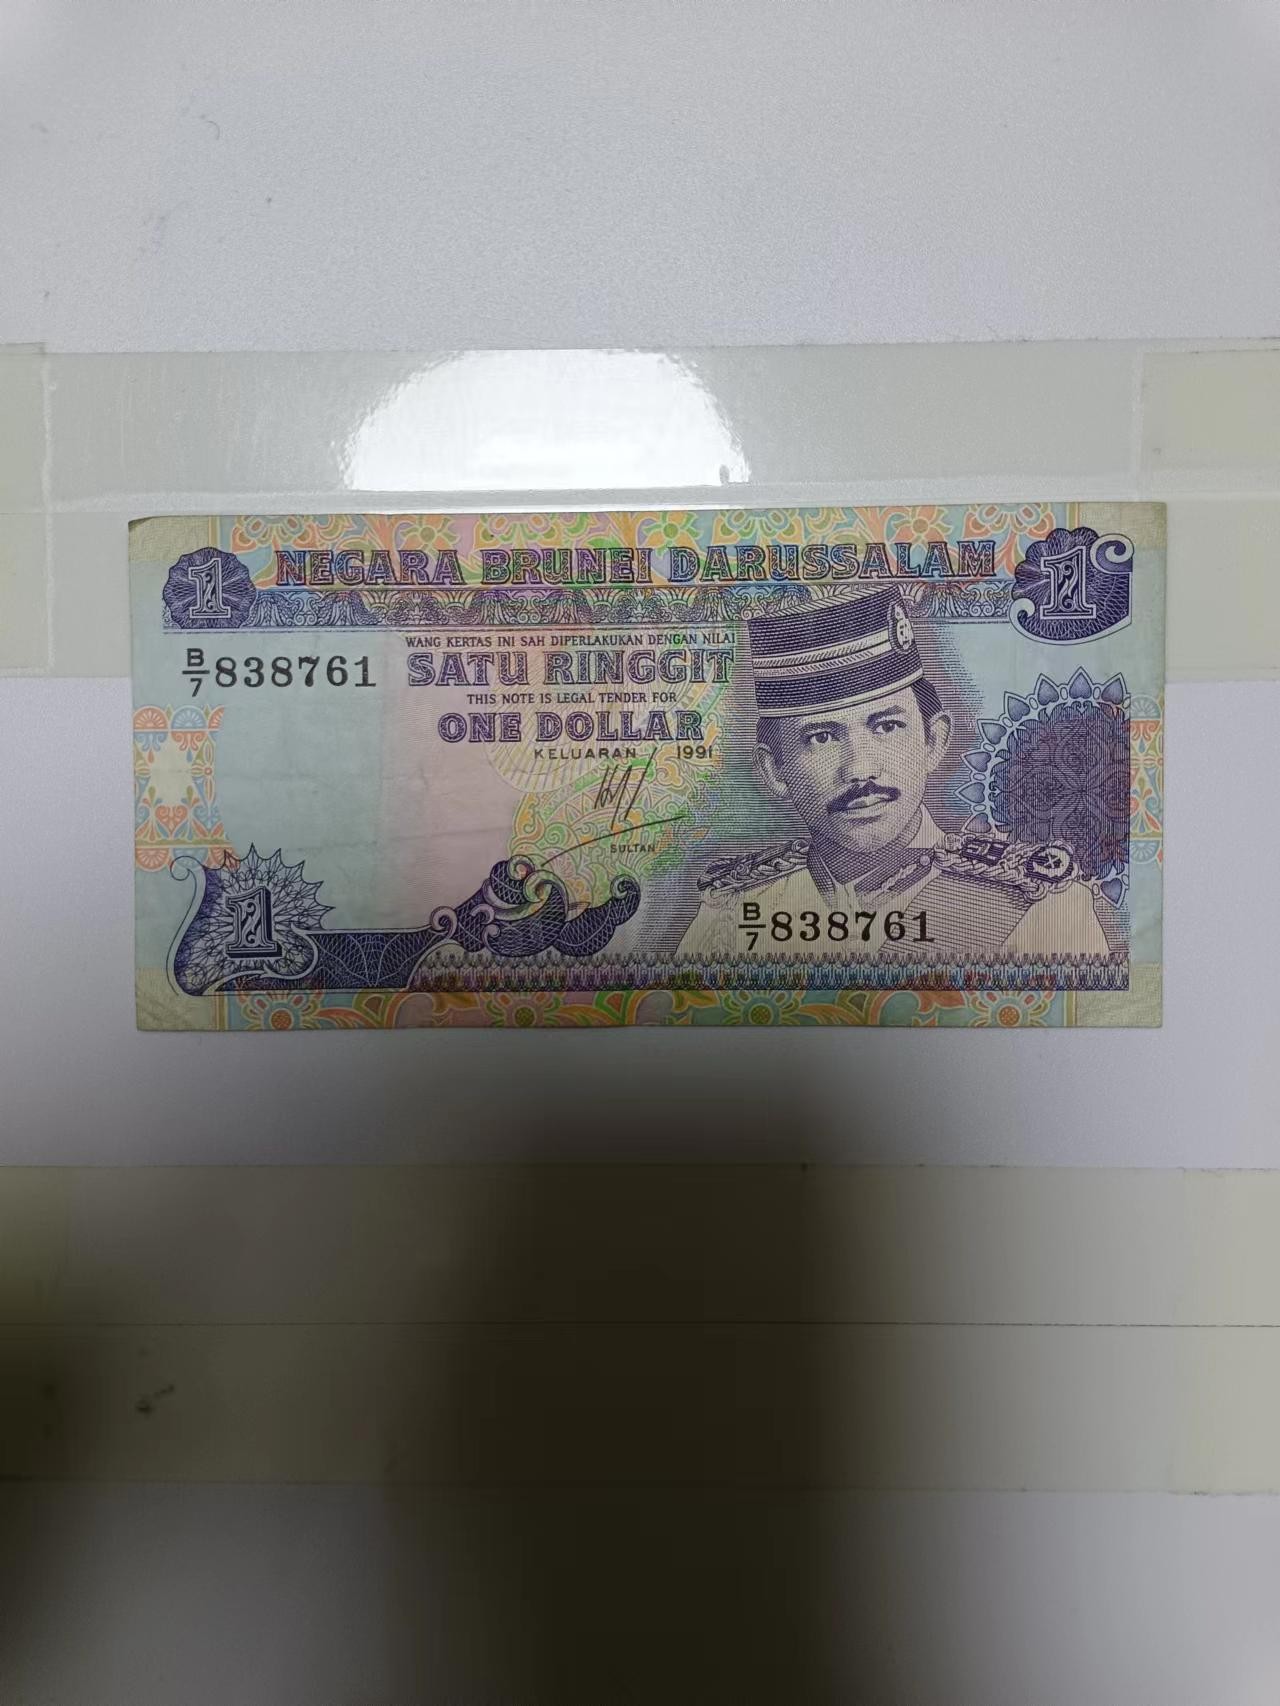 NEGARA BRUNEI DARUSSALAM
1
1
WANG KERTAS INI SAH DIPERLAKUKAN DENGAN NILAI
SATU RINGGIT
B/7 838761
THIS NOTE IS LEGAL TENDER FOR
ONE DOLLAR
KELUARAN 1991
SULTAN
1
B/7 838761